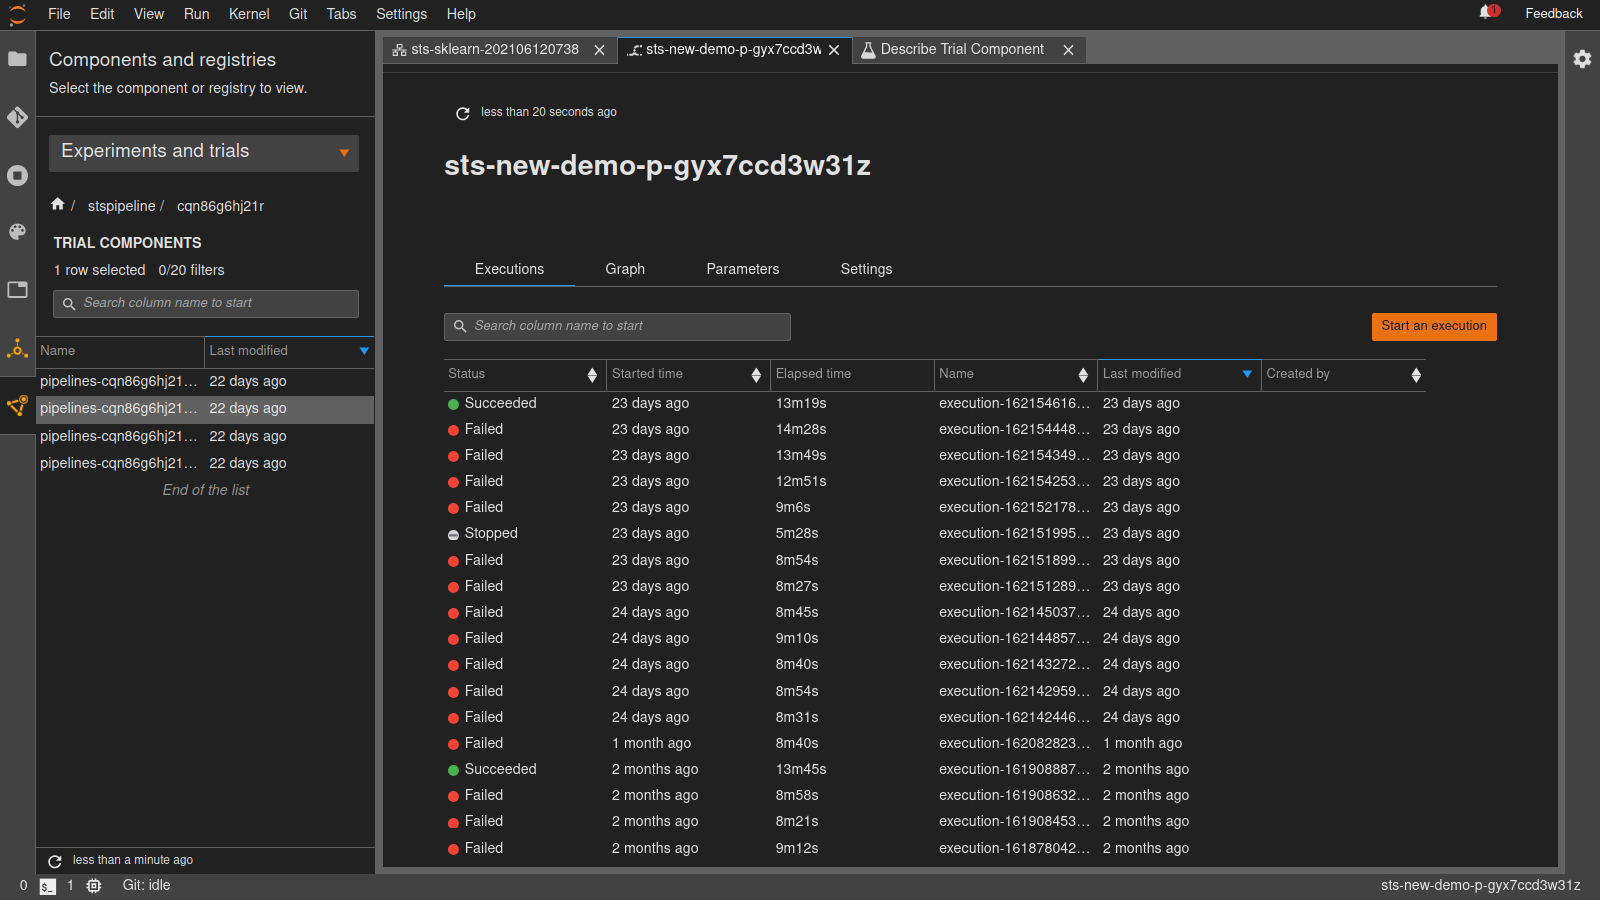 File Edit View Run Kernel Git Tabs Settings Help
1 Feedback
Components and registries
Select the component or registry to view.
Experiments and trials
/ stspipeline / cqn86g6hj21r
TRIAL COMPONENTS
1 row selected 0/20 filters
Search column name to start
Name Last modified
pipelines-cqn86g6hj21... 22 days ago
pipelines-cqn86g6hj21... 22 days ago
pipelines-cqn86g6hj21... 22 days ago
pipelines-cqn86g6hj21... 22 days ago
End of the list
less than a minute ago
sts-sklearn-202106120738 sts-new-demo-p-gyx7ccd3w Describe Trial Component
less than 20 seconds ago
sts-new-demo-p-gyx7ccd3w31z
Executions Graph Parameters Settings
Search column name to start
Start an execution
Status Started time Elapsed time Name Last modified Created by
Succeeded 23 days ago 13m19s execution-162154616... 23 days ago
Failed 23 days ago 14m28s execution-162154448... 23 days ago
Failed 23 days ago 13m49s execution-162154349... 23 days ago
Failed 23 days ago 12m51s execution-162154253... 23 days ago
Failed 23 days ago 9m6s execution-162152178... 23 days ago
Stopped 23 days ago 5m28s execution-162151995... 23 days ago
Failed 23 days ago 8m54s execution-162151899... 23 days ago
Failed 23 days ago 8m27s execution-162151289... 23 days ago
Failed 24 days ago 8m45s execution-162145037... 24 days ago
Failed 24 days ago 9m10s execution-162144857... 24 days ago
Failed 24 days ago 8m40s execution-162143272... 24 days ago
Failed 24 days ago 8m54s execution-162142959... 24 days ago
Failed 24 days ago 8m31s execution-162142446... 24 days ago
Failed 1 month ago 8m40s execution-162082823... 1 month ago
Succeeded 2 months ago 13m45s execution-161908887... 2 months ago
Failed 2 months ago 8m58s execution-161908632... 2 months ago
Failed 2 months ago 8m21s execution-161908453... 2 months ago
Failed 2 months ago 9m12s execution-161878042... 2 months ago
0 $_ 1 Git: idle
sts-new-demo-p-gyx7ccd3w31z